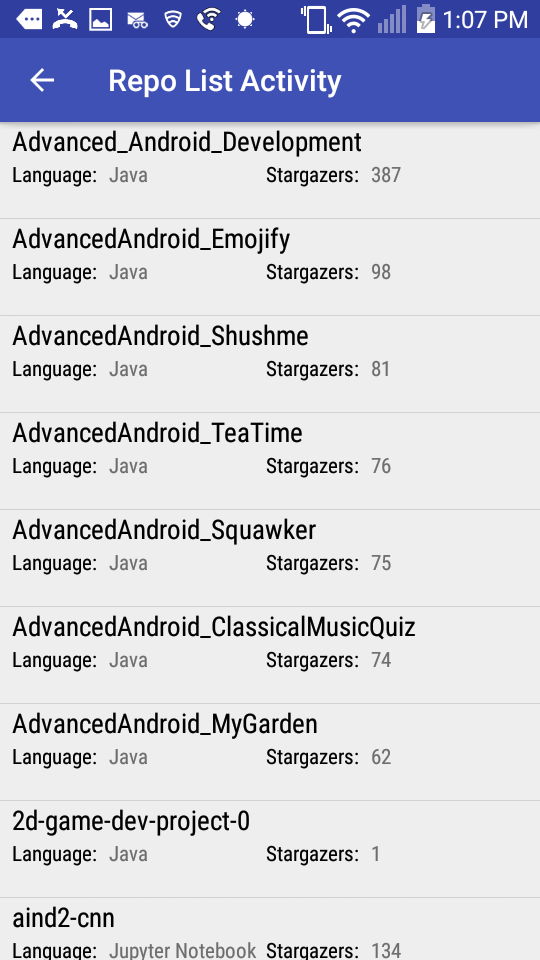 1:07 PM
Repo List Activity
Advanced_Android_Development
Language: Java Stargazers: 387
AdvancedAndroid_Emojify
Language: Java Stargazers: 98
AdvancedAndroid_Shushme
Language: Java Stargazers: 81
AdvancedAndroid_TeaTime
Language: Java Stargazers: 76
AdvancedAndroid_Squawker
Language: Java Stargazers: 75
AdvancedAndroid_ClassicalMusicQuiz
Language: Java Stargazers: 74
AdvancedAndroid_MyGarden
Language: Java Stargazers: 62
2d-game-dev-project-0
Language: Java Stargazers: 1
aind2-cnn
Language: Jupyter Notebook Stargazers: 134